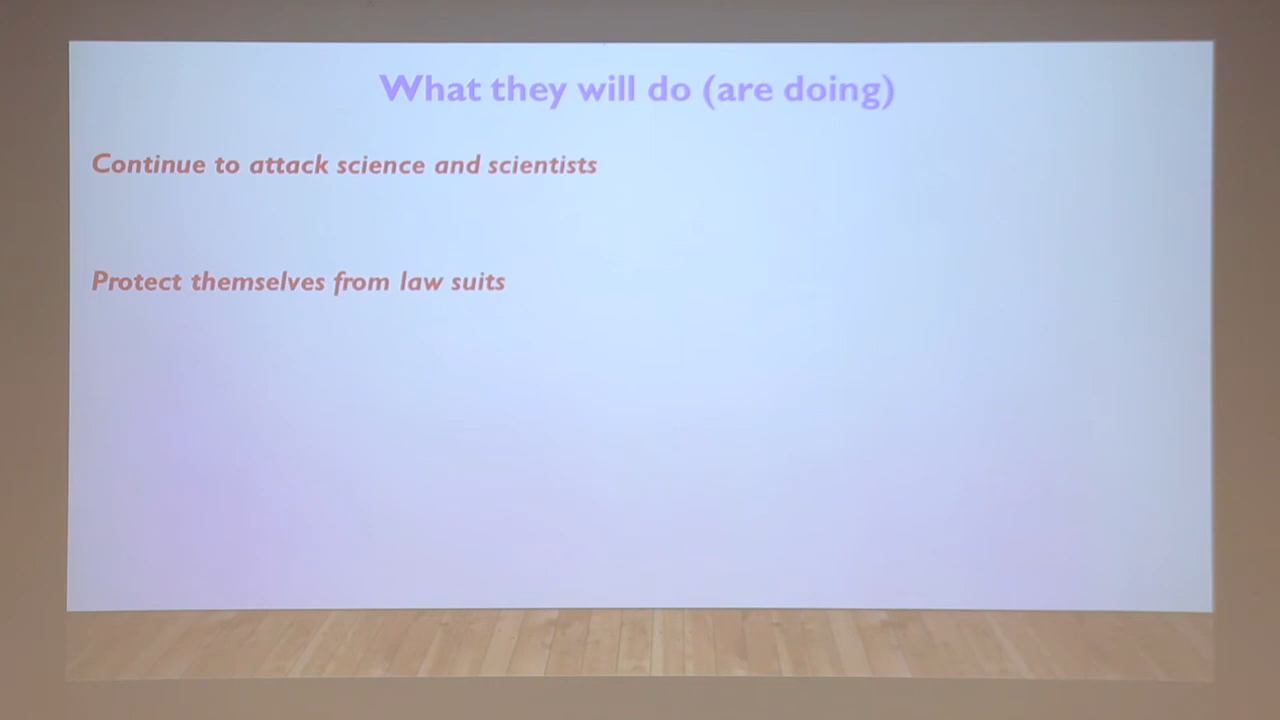 What they will do (are doing)
Continue to attack science and scientists
Protect themselves from law suits